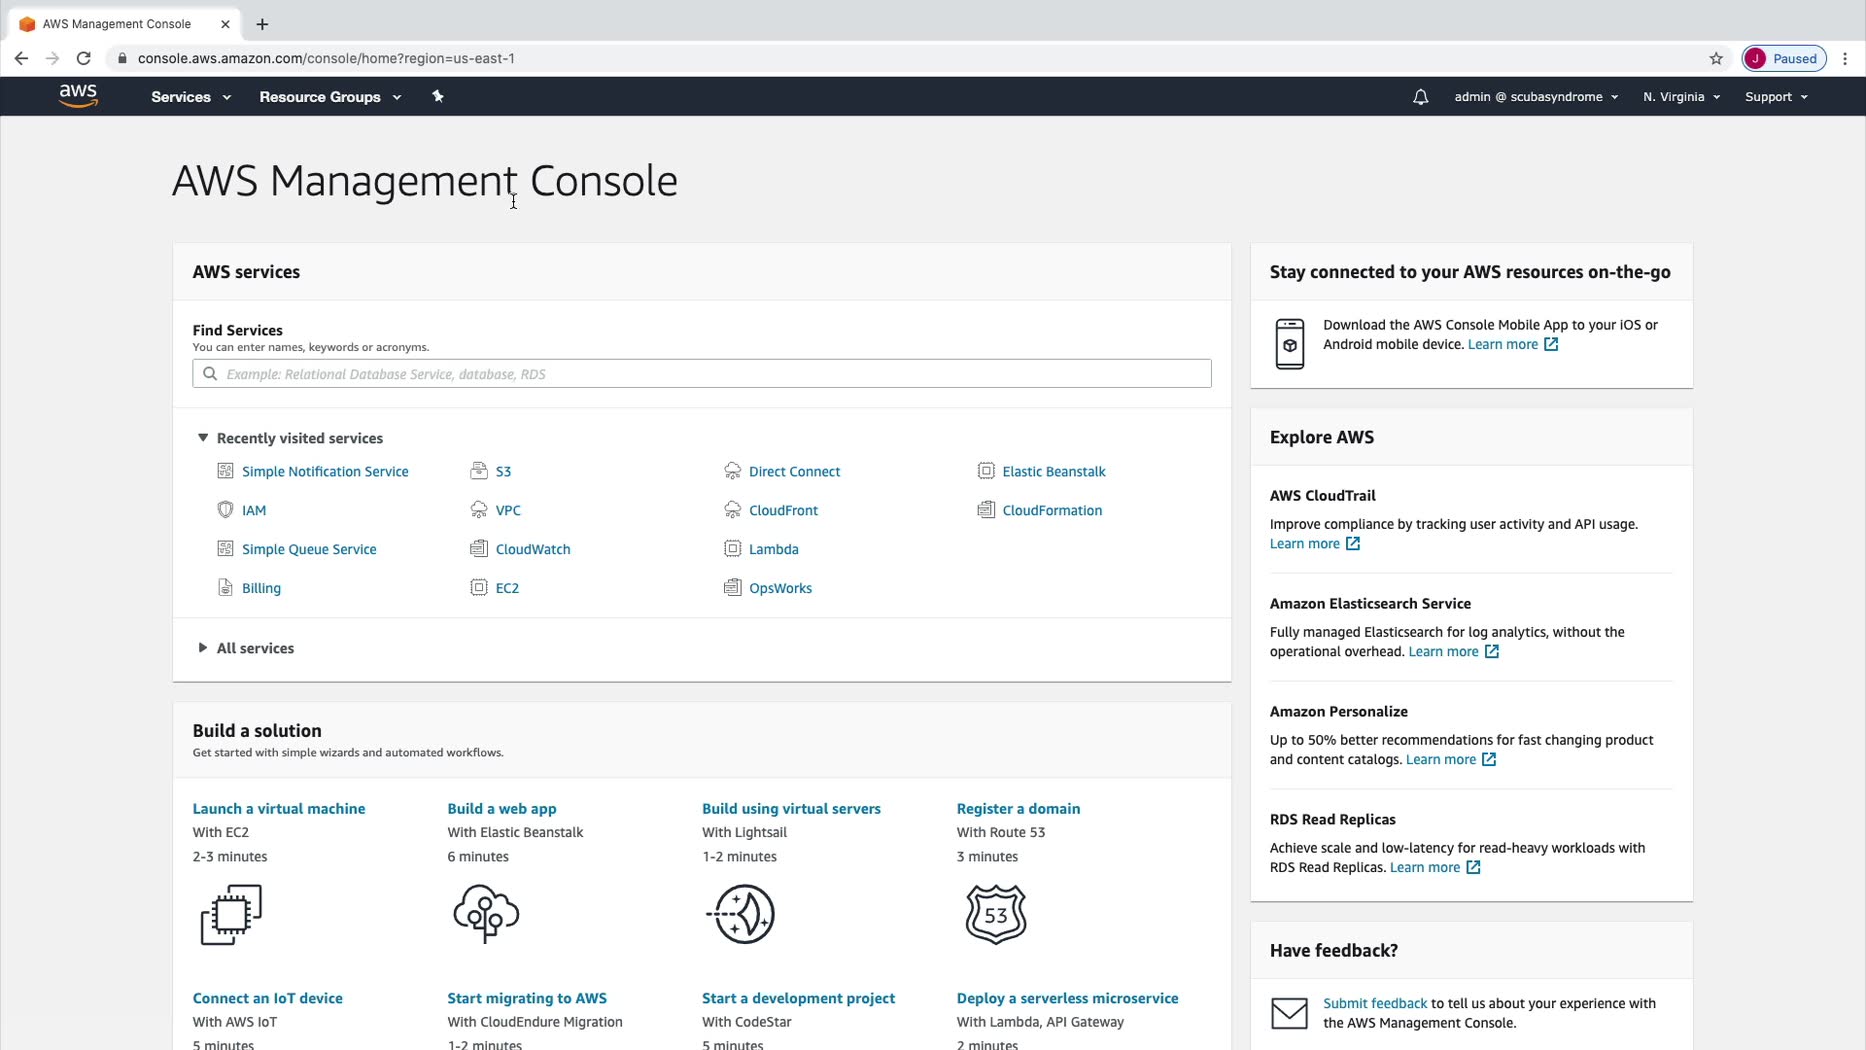 AWS Management Console
console.aws.amazon.com/console/home?region=us-east-1
J Paused
aws
Services
Resource Groups
admin @ scubasyndrome
N. Virginia
Support
AWS Management Console
AWS services
Find Services
You can enter names, keywords or acronyms.
Example: Relational Database Service, database, RDS
Recently visited services
Simple Notification Service
S3
Direct Connect
Elastic Beanstalk
IAM
VPC
CloudFront
CloudFormation
Simple Queue Service
CloudWatch
Lambda
Billing
EC2
OpsWorks
All services
Build a solution
Get started with simple wizards and automated workflows.
Launch a virtual machine
With EC2
2-3 minutes
Build a web app
With Elastic Beanstalk
6 minutes
Build using virtual servers
With Lightsail
1-2 minutes
Register a domain
With Route 53
3 minutes
53
Connect an IoT device
With AWS IoT
5 minutes
Start migrating to AWS
With CloudEndure Migration
1-2 minutes
Start a development project
With CodeStar
5 minutes
Deploy a serverless microservice
With Lambda, API Gateway
2 minutes
Stay connected to your AWS resources on-the-go
Download the AWS Console Mobile App to your iOS or
Android mobile device. Learn more
Explore AWS
AWS CloudTrail
Improve compliance by tracking user activity and API usage.
Learn more
Amazon Elasticsearch Service
Fully managed Elasticsearch for log analytics, without the
operational overhead. Learn more
Amazon Personalize
Up to 50% better recommendations for fast changing product
and content catalogs. Learn more
RDS Read Replicas
Achieve scale and low-latency for read-heavy workloads with
RDS Read Replicas. Learn more
Have feedback?
Submit feedback to tell us about your experience with
the AWS Management Console.